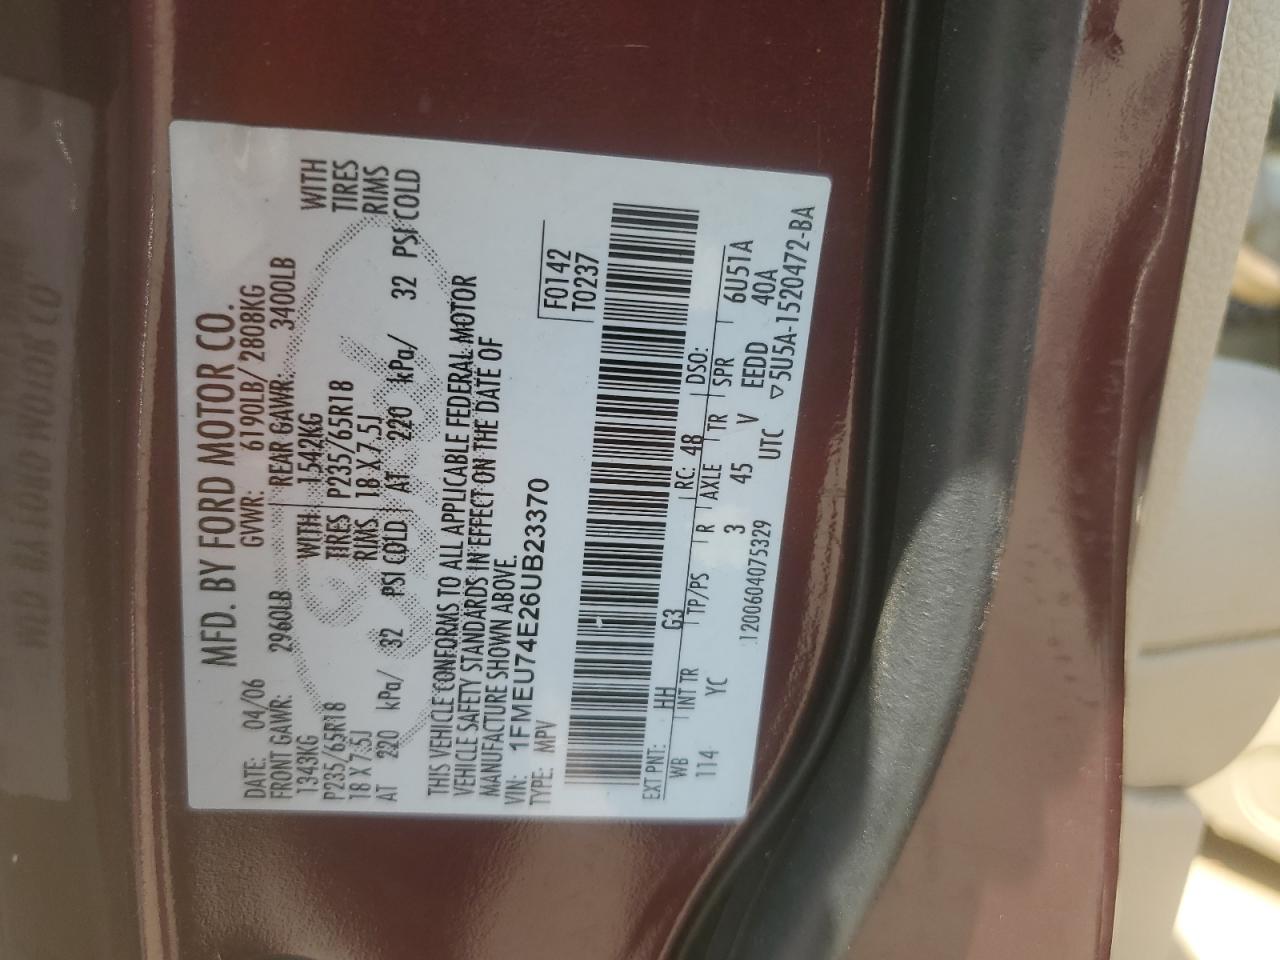 MFD. BY FORD MOTOR CO.
DATE: 04/06 GVWR: 6190LB/ 2808KG
FRONT GAWR: 2960LB REAR GAWR: 3400LB
1343KG WITH 1542KG WITH
P235/65R18 TIRES P235/65R18 TIRES
18 X 7.5J RIMS 18 X 7.5J RIMS
AT 220 kPa/ 32 PSI COLD AT 220 kPa/ 32 PSI COLD
THIS VEHICLE CONFORMS TO ALL APPLICABLE FEDERAL MOTOR
VEHICLE SAFETY STANDARDS IN EFFECT ON THE DATE OF
MANUFACTURE SHOWN ABOVE.
VIN: 1FMEU74E26UB23370 F0142
TYPE: MPV T0237
EXT PNT: HH G3 RC: 48 DSO:
WB INT TR TP/PS R AXLE TR SPR 6U51A
114 YC 3 45 V EEDD 40A
UTC ▽5U5A-1520472-BA
12006040753​29